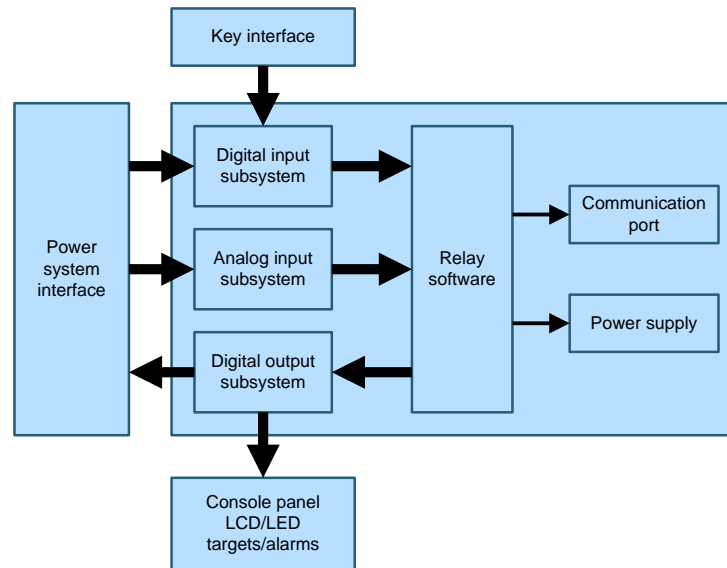 Key interface
Power
system
interface
Digital input
subsystem
Analog input
subsystem
Digital output
subsystem
Relay
software
Communication
port
Power supply
Console panel
LCD/LED
targets/alarms